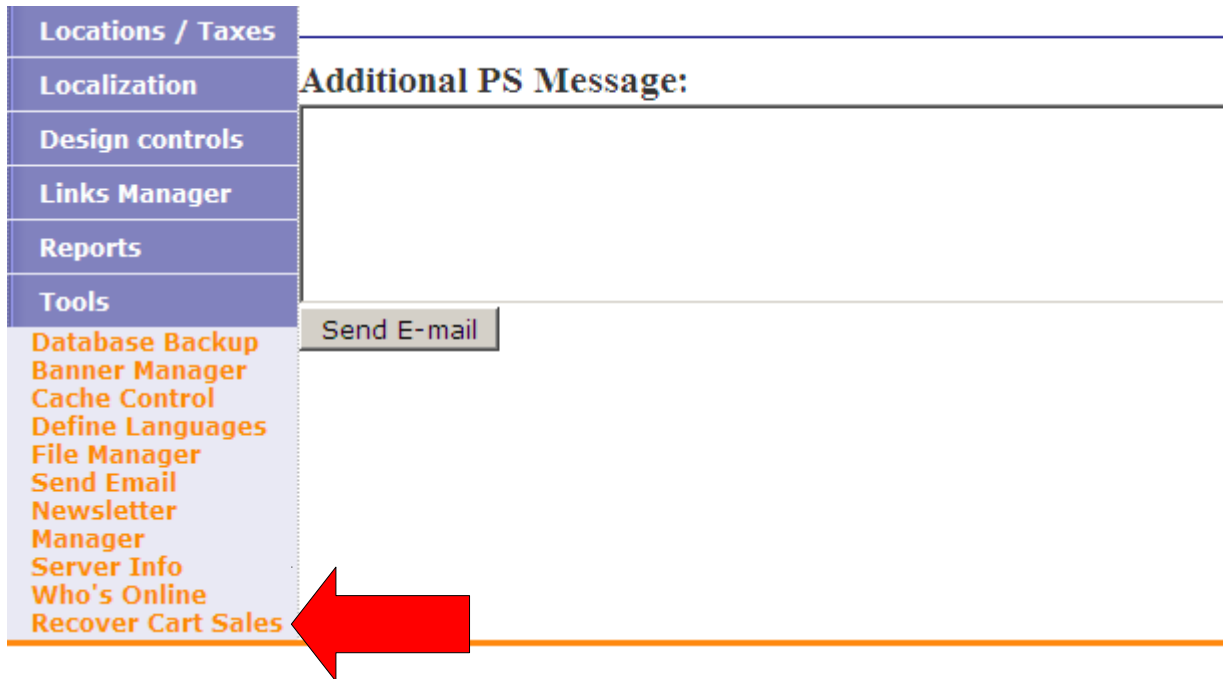 Locations / Taxes
Localization
Design controls
Links Manager
Reports
Tools
Database Backup
Banner Manager
Cache Control
Define Languages
File Manager
Send Email
Newsletter
Manager
Server Info
Who's Online
Recover Cart Sales
Additional PS Message:
Send E-mail